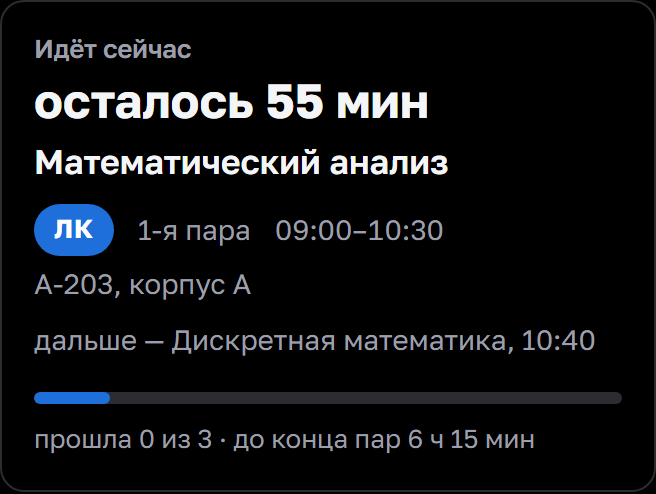 Идёт сейчас
осталось 55 мин
Математический анализ
ЛК 1-я пара 09:00–10:30
А-203, корпус А
дальше — Дискретная математика, 10:40
прошла 0 из 3 · до конца пар 6 ч 15 мин